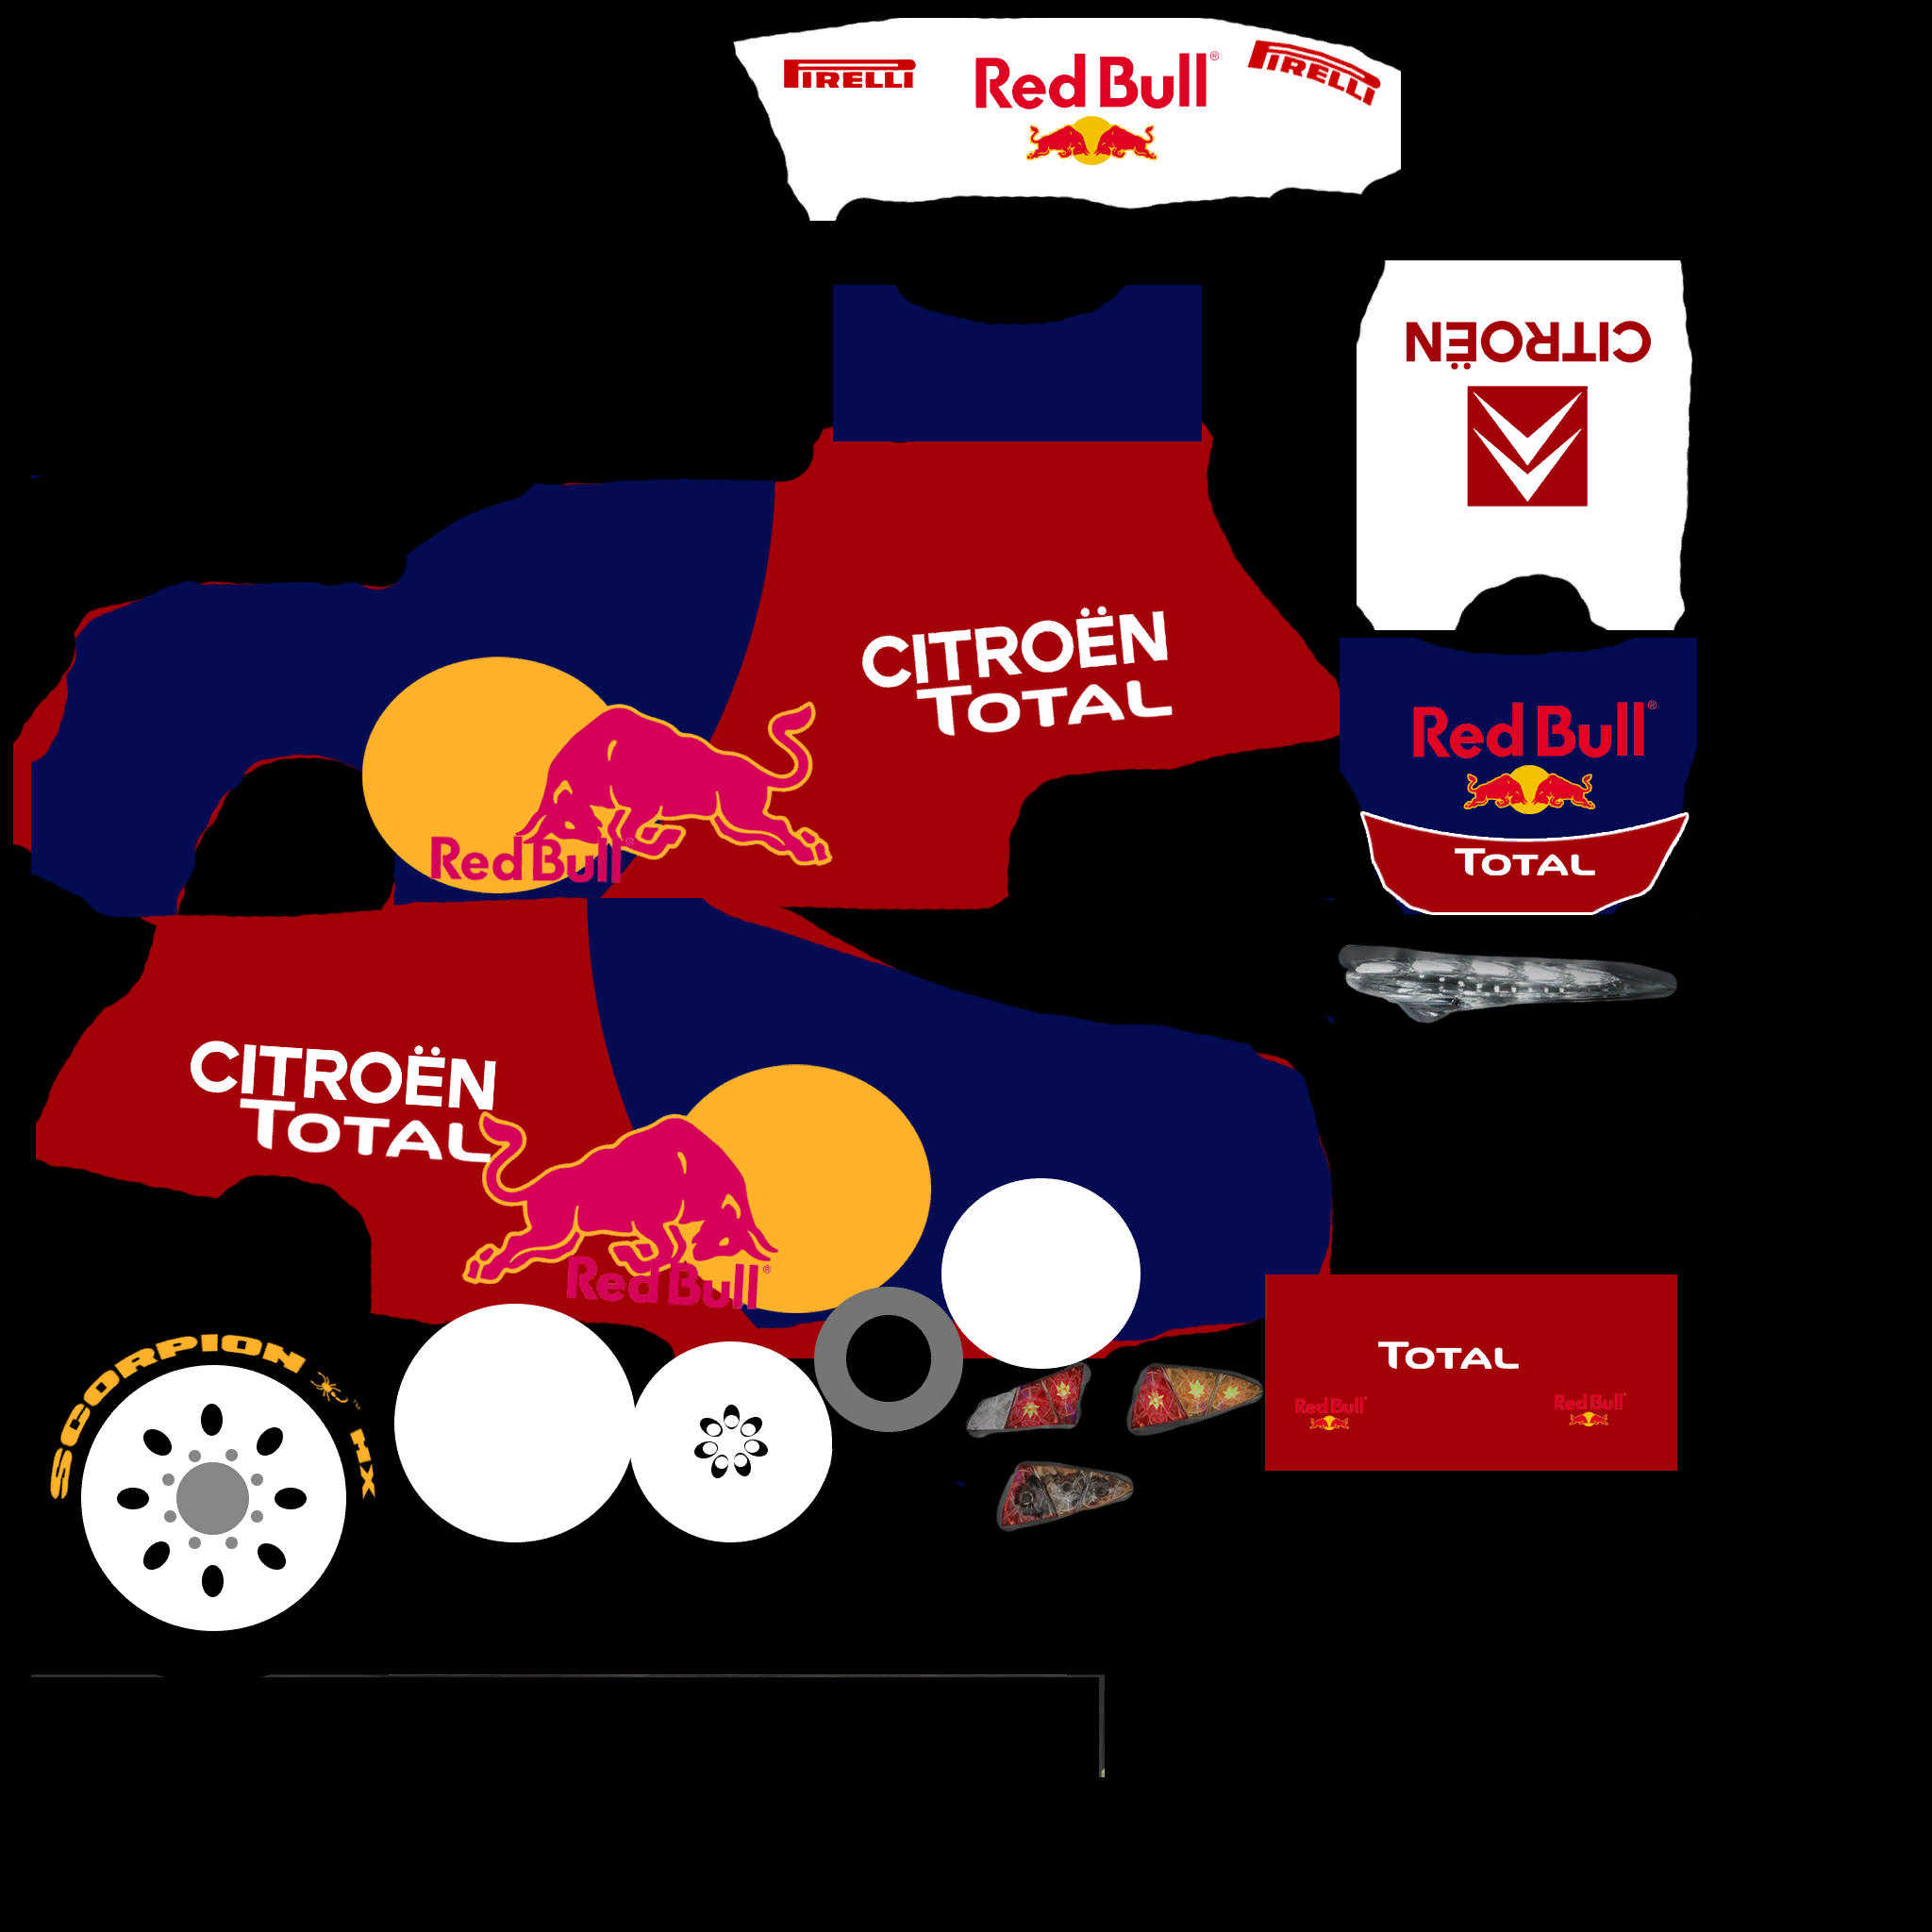 PIRELLI
Red Bull®
PIRELLI
CITROËN
CITROËN
TOTAL
Red Bull
Red Bull®
TOTAL
CITROËN
TOTAL
Red Bull®
SCORPION MX
TOTAL
Red Bull
Red Bull